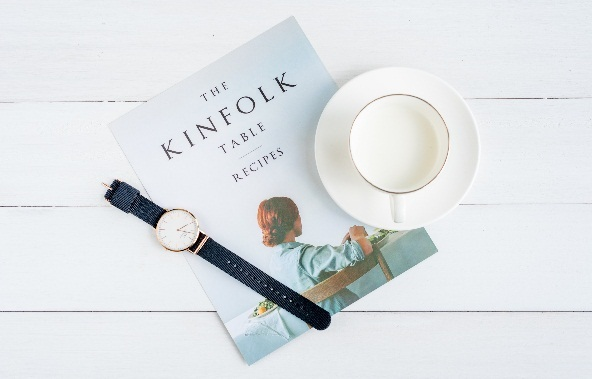 THE
KINFOLK
TABLE
RECIPES